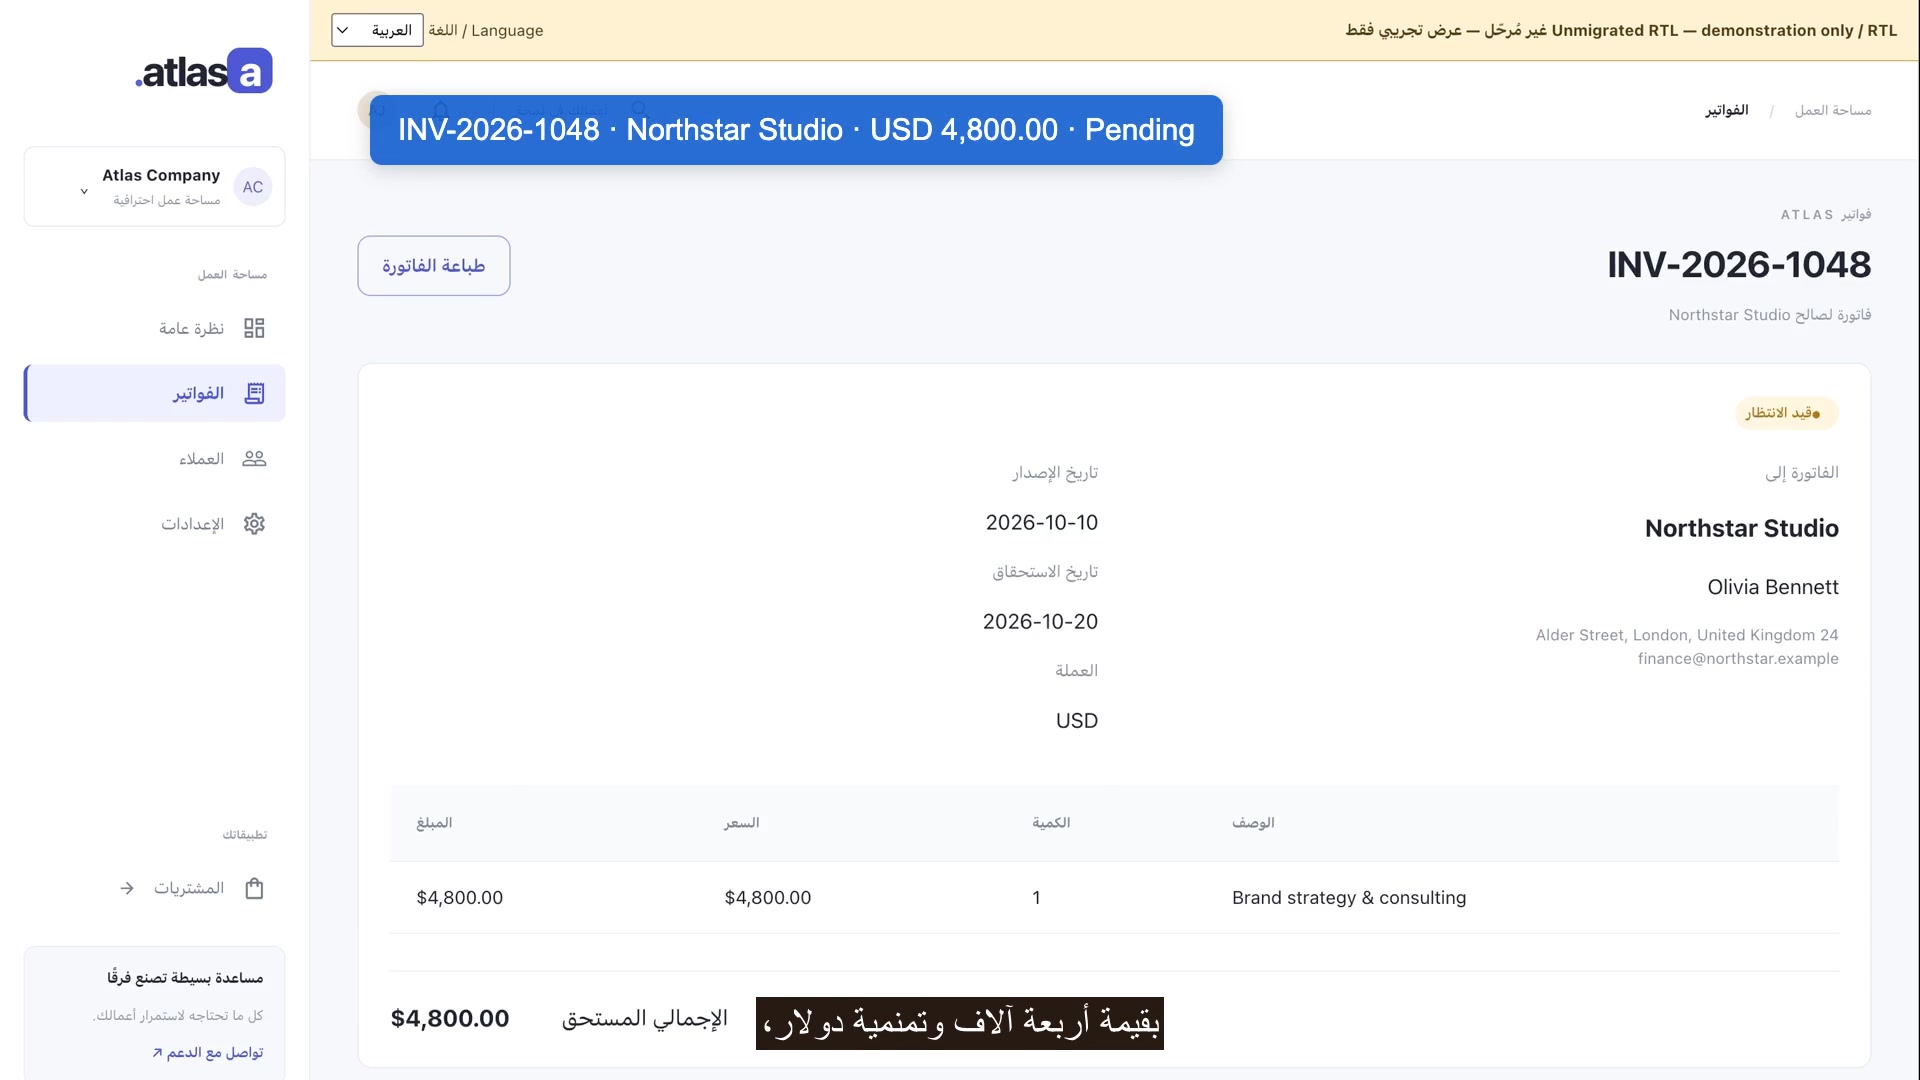 Unmigrated RTL — demonstration only / RTL غير مُرحّل — عرض تجريبي فقط
Language / اللغة
العربية
atlas.
a
مساحة العمل / الفواتير
INV-2026-1048 · Northstar Studio · USD 4,800.00 · Pending
AC
Atlas Company
مساحة عمل احترافية
مساحة العمل
نظرة عامة
الفواتير
العملاء
الإعدادات
تطبيقاتك
المشتريات
مساعدة بسيطة تصنع فرقًا
كل ما تحتاجه لاستمرار أعمالك.
تواصل مع الدعم ↗
فواتير ATLAS
INV-2026-1048
فاتورة لصالح Northstar Studio
طباعة الفاتورة
قيد الانتظار
الفاتورة إلى
Northstar Studio
Olivia Bennett
Alder Street, London, United Kingdom 24
finance@northstar.example
تاريخ الإصدار
2026-10-10
تاريخ الاستحقاق
2026-10-20
العملة
USD
الوصف الكمية السعر المبلغ
Brand strategy & consulting 1 $4,800.00 $4,800.00
الإجمالي المستحق $4,800.00
بقيمة أربعة آلاف وتمنمية دولار،